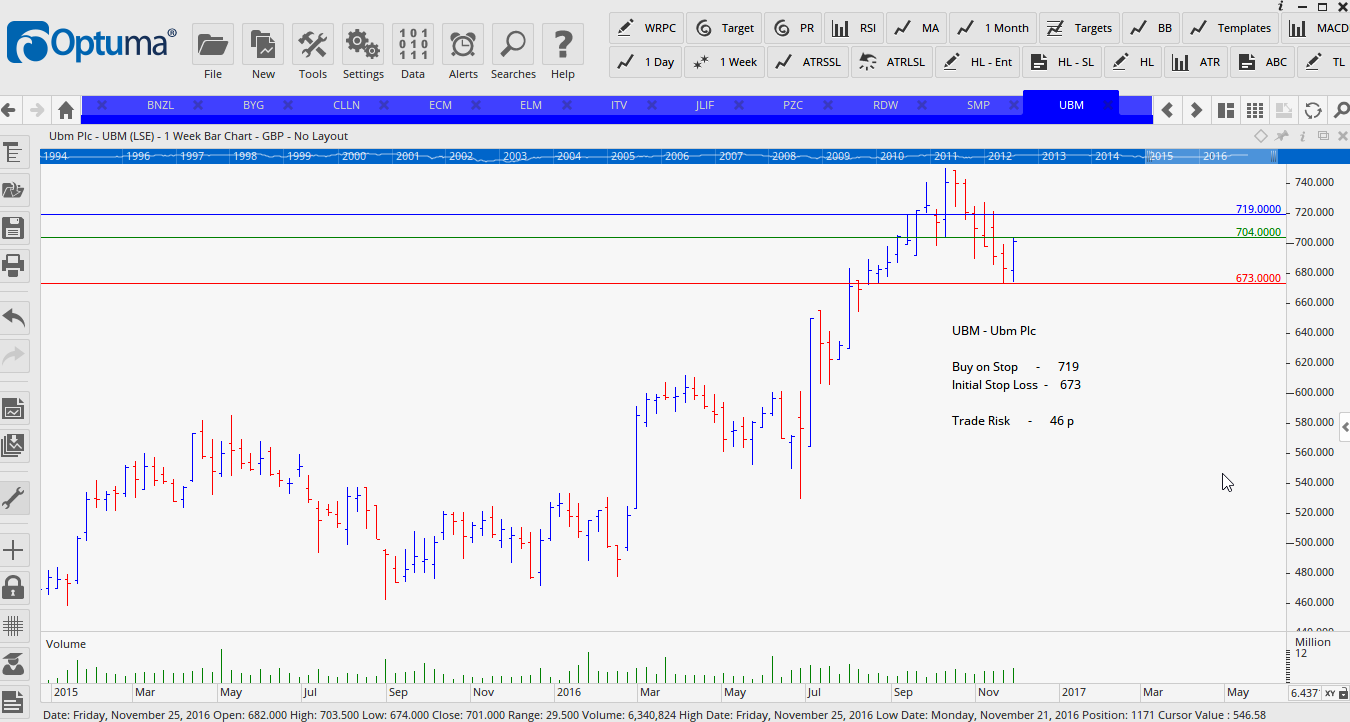 i
Optuma®
File
New
Tools
Settings
Data
Alerts
Searches
Help
WRPC
Target
PR
RSI
MA
1 Month
Targets
BB
Templates
MACD
1 Day
1 Week
ATRSSL
ATRLSL
HL - Ent
HL - SL
HL
ATR
ABC
TL
BNZL
BYG
CLLN
ECM
ELM
ITV
JLIF
PZC
RDW
SMP
UBM
Ubm Plc - UBM (LSE) - 1 Week Bar Chart - GBP - No Layout
1994 1996 1997 1998 1999 2000 2001 2002 2003 2004 2005 2006 2007 2008 2009 2010 2011 2012 2013 2014 2015 2016
740.000
719.0000
720.000
704.0000
700.000
673.0000
680.000
660.000
640.000
620.000
600.000
580.000
560.000
540.000
520.000
500.000
480.000
460.000
UBM - Ubm Plc
Buy on Stop - 719
Initial Stop Loss - 673
Trade Risk - 46 p
Volume
Million
12
2015 Mar May Jul Sep Nov 2016 Mar May Jul Sep Nov 2017 Mar May
6.437
XY
Date: Friday, November 25, 2016 Open: 682.000 High: 703.500 Low: 674.000 Close: 701.000 Range: 29.500 Volume: 6,340,824 High Date: Friday, November 25, 2016 Low Date: Monday, November 21, 2016 Position: 1171 Cursor Value : 546.58